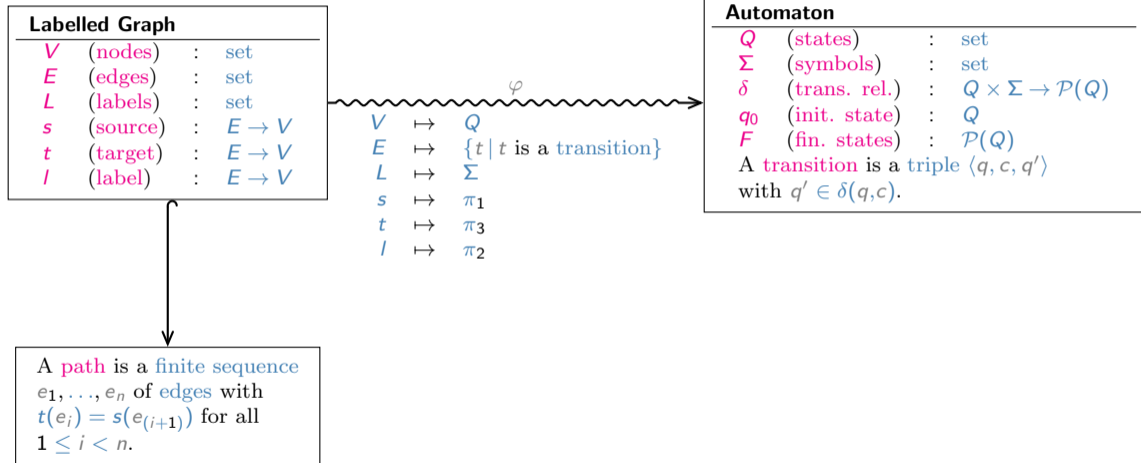 Labelled Graph
V (nodes) : set
E (edges) : set
L (labels) : set
s (source) : E → V
t (target) : E → V
l (label) : E → V
φ
V ↦ Q
E ↦ {t | t is a transition}
L ↦ Σ
s ↦ π₁
t ↦ π₃
l ↦ π₂
Automaton
Q (states) : set
Σ (symbols) : set
δ (trans. rel.) : Q × Σ → 𝒫(Q)
q₀ (init. state) : Q
F (fin. states) : 𝒫(Q)
A transition is a triple ⟨q, c, q′⟩
with q′ ∈ δ(q,c).
A path is a finite sequence
e₁, . . . , eₙ of edges with
t(eᵢ) = s(e₍ᵢ₊₁₎) for all
1 ≤ i < n.